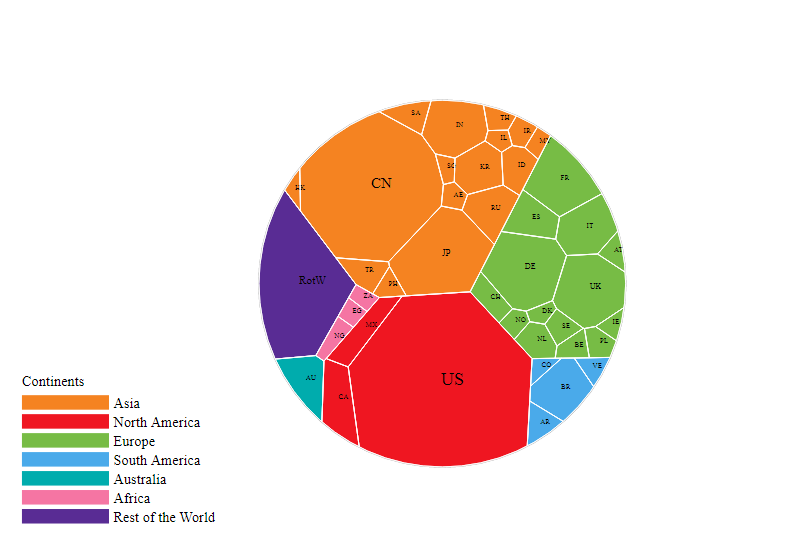 SA
IN
TH
IL
IR
MY
CN
SG
KR
ID
FR
HK
AE
RU
ES
IT
JP
AT
TR
PH
DE
UK
RotW
ZA
CH
EG
MX
NO
DK
SE
IE
NG
NL
BE
PL
AU
US
CO
VE
CA
BR
AR
Continents
Asia
North America
Europe
South America
Australia
Africa
Rest of the World